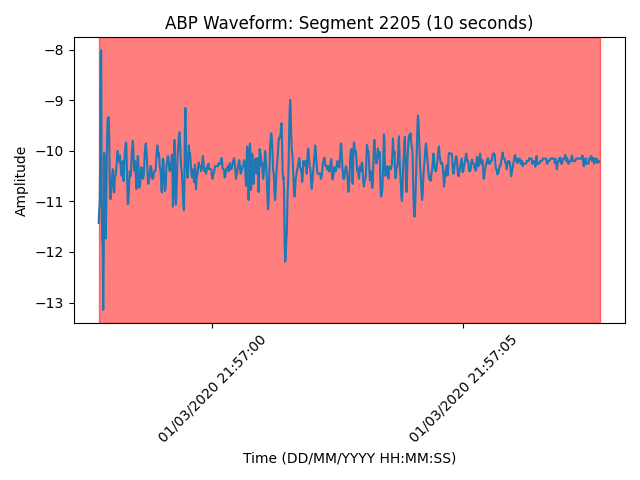 ABP Waveform: Segment 2205 (10 seconds)
Amplitude
−8
−9
−10
−11
−12
−13
01/03/2020 21:57:00
01/03/2020 21:57:05
Time (DD/MM/YYYY HH:MM:SS)